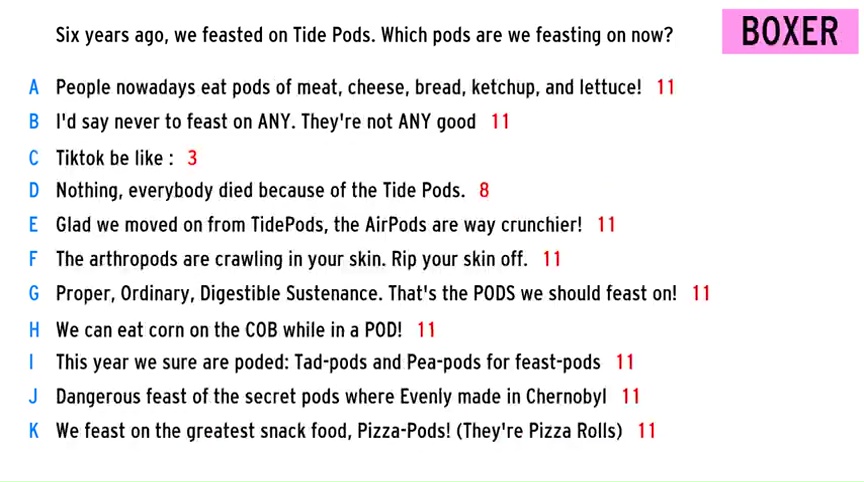 Six years ago, we feasted on Tide Pods. Which pods are we feasting on now?
BOXER
A People nowadays eat pods of meat, cheese, bread, ketchup, and lettuce! 11
B I'd say never to feast on ANY. They're not ANY good 11
C Tiktok be like : 3
D Nothing, everybody died because of the Tide Pods. 8
E Glad we moved on from TidePods, the AirPods are way crunchier! 11
F The arthropods are crawling in your skin. Rip your skin off. 11
G Proper, Ordinary, Digestible Sustenance. That's the PODS we should feast on! 11
H We can eat corn on the COB while in a POD! 11
I This year we sure are poded: Tad-pods and Pea-pods for feast-pods 11
J Dangerous feast of the secret pods where Evenly made in Chernobyl 11
K We feast on the greatest snack food, Pizza-Pods! (They're Pizza Rolls) 11